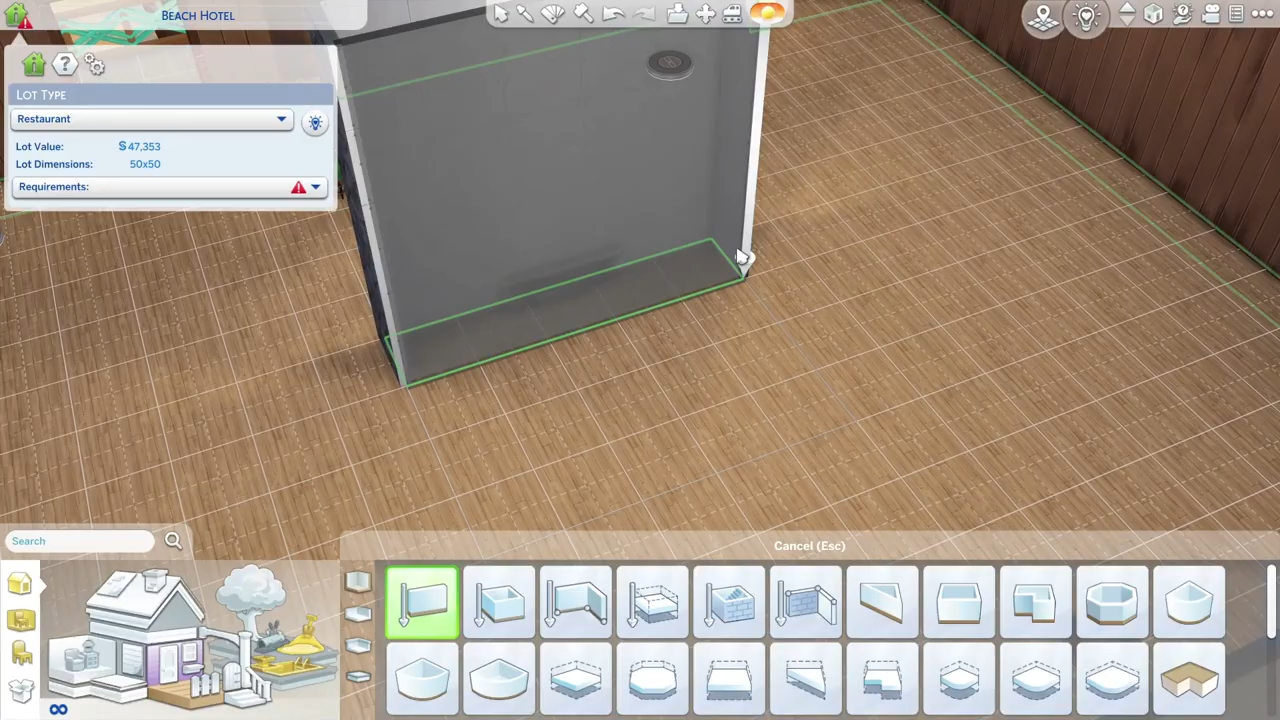 BEACH HOTEL
LOT TYPE
Restaurant
Lot Value: §47,353
Lot Dimensions: 50x50
Requirements:
Search
Cancel (Esc)